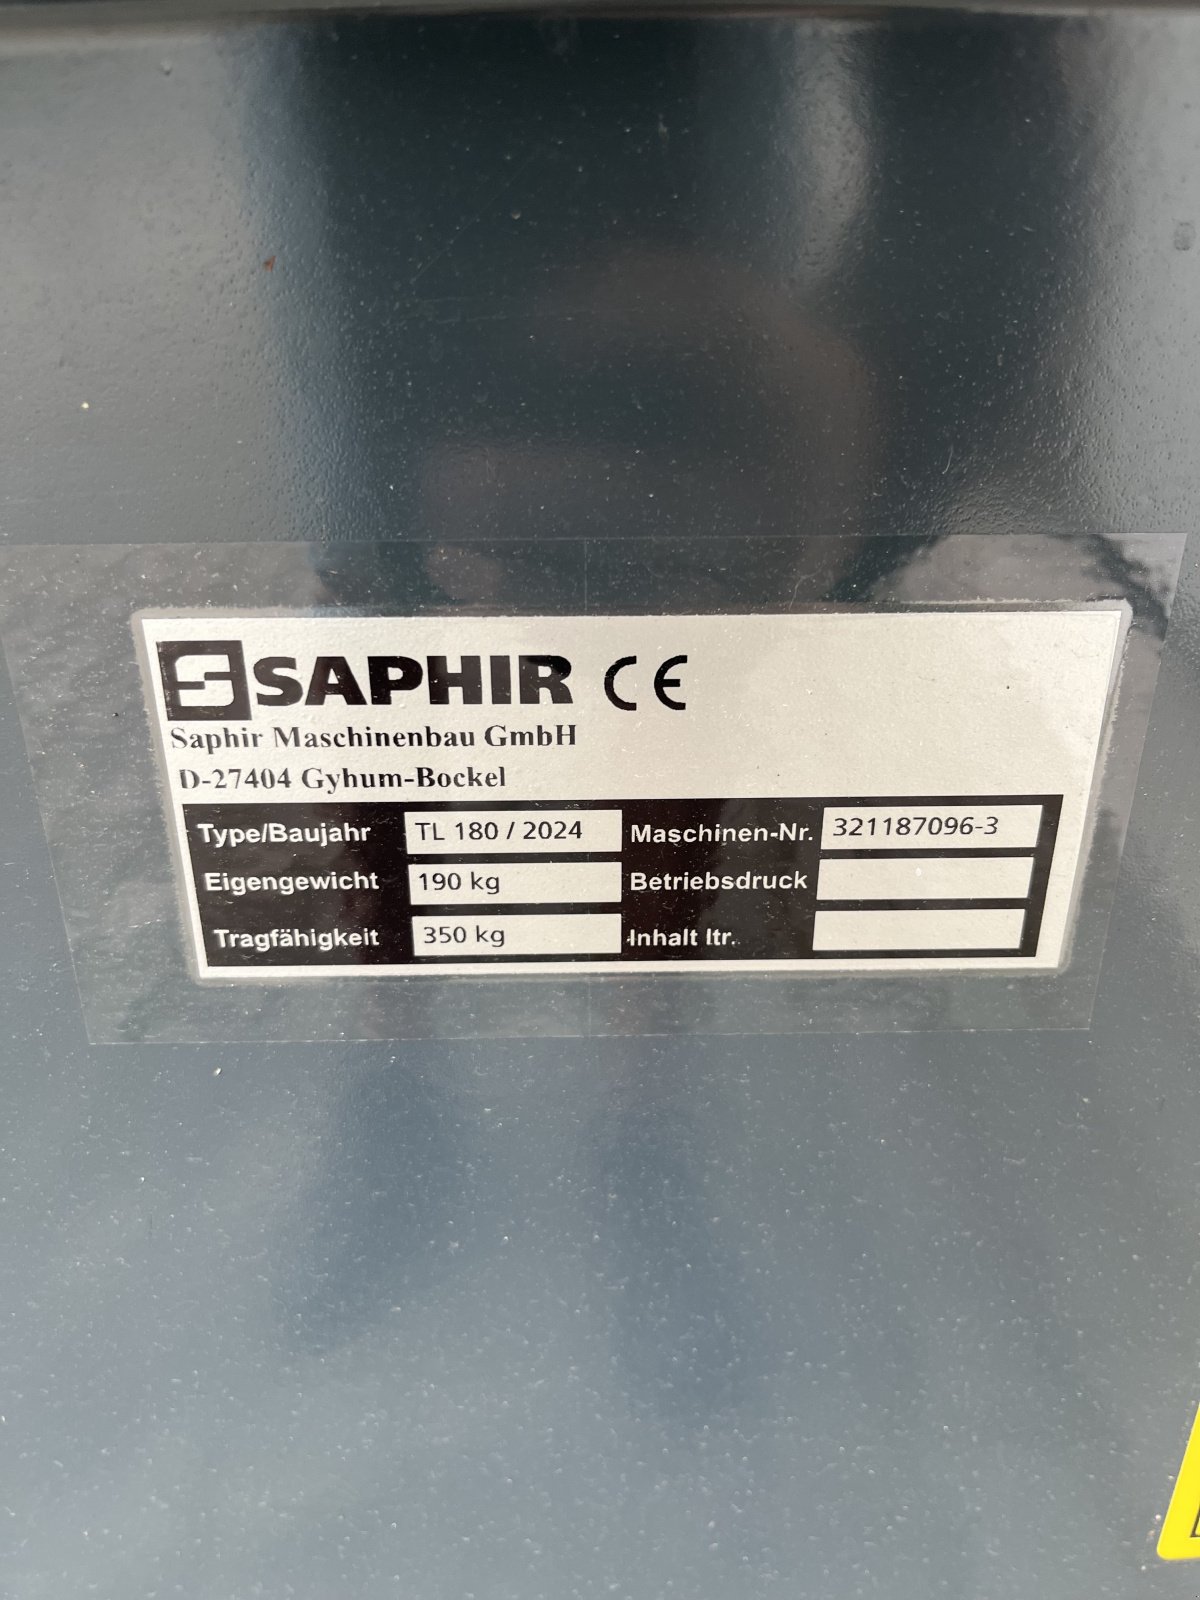 SAPHIR CE
Saphir Maschinenbau GmbH
D-27404 Gyhum-Bockel
Type/Baujahr TL 180 / 2024 Maschinen-Nr. 321187096-3
Eigengewicht 190 kg Betriebsdruck
Tragfähigkeit 350 kg Inhalt ltr.